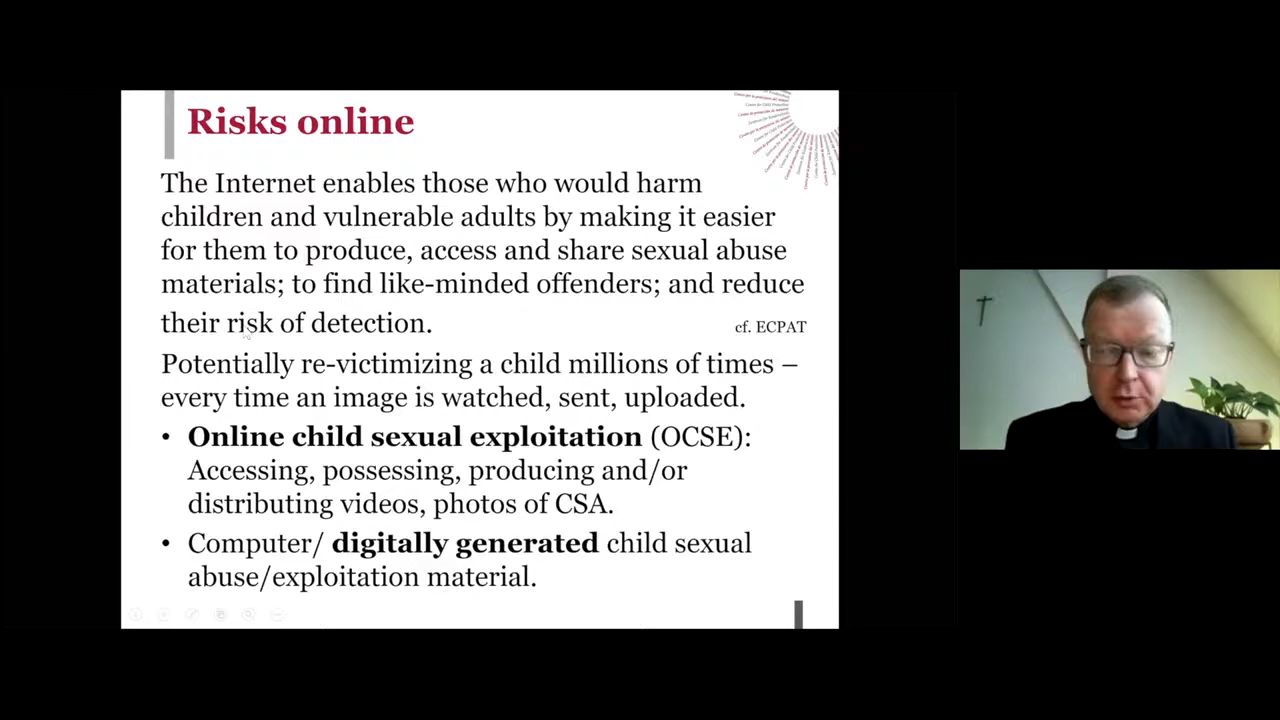 Risks online
The Internet enables those who would harm
children and vulnerable adults by making it easier
for them to produce, access and share sexual abuse
materials; to find like-minded offenders; and reduce
their risk of detection.
cf. ECPAT
Potentially re-victimizing a child millions of times –
every time an image is watched, sent, uploaded.
• Online child sexual exploitation (OCSE):
Accessing, possessing, producing and/or
distributing videos, photos of CSA.
• Computer/ digitally generated child sexual
abuse/exploitation material.